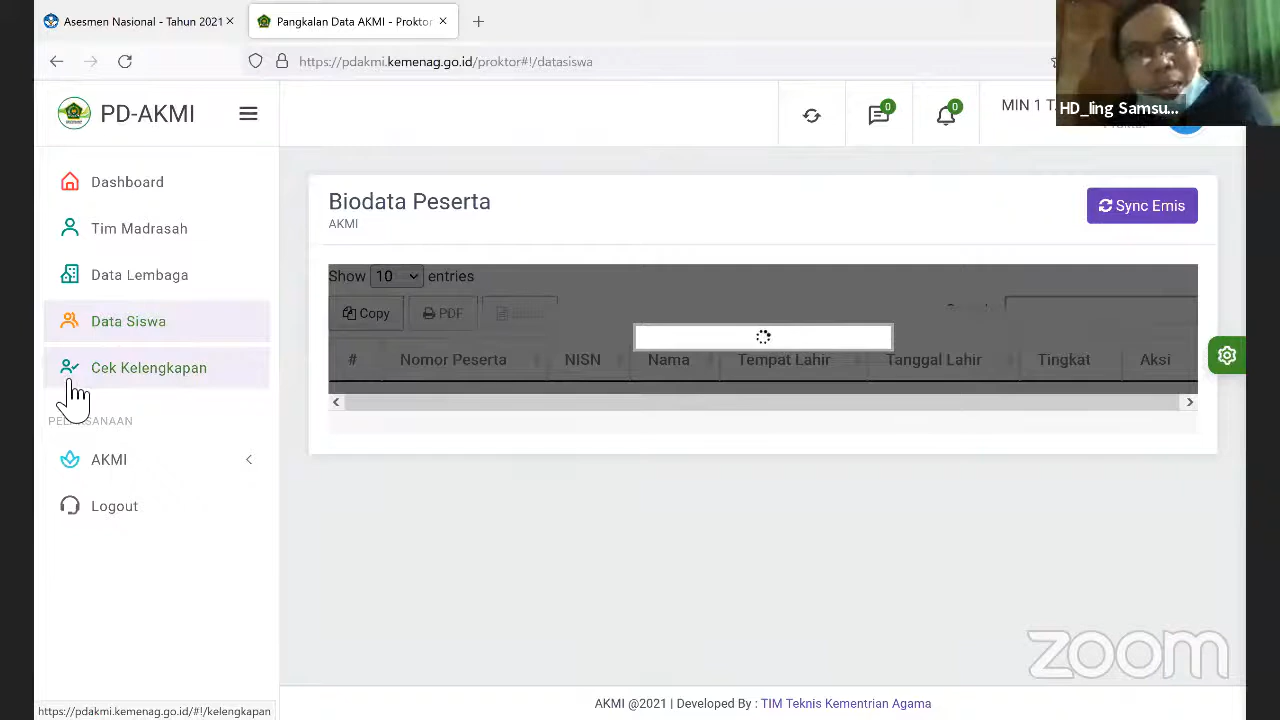 Asesmen Nasional - Tahun 2021
Pangkalan Data AKMI - Proktor
https://pdakmi.kemenag.go.id/proktor#!/datasiswa
HD_Iing Samsu...
PD-AKMI
0
0
MIN 1 T
Dashboard
Tim Madrasah
Data Lembaga
Data Siswa
Cek Kelengkapan
AKMI
Logout
Biodata Peserta
AKMI
Sync Emis
Show 10 entries
Copy
PDF
# Nomor Peserta NISN Nama Tempat Lahir Tanggal Lahir Tingkat Aksi
zoom
https://pdakmi.kemenag.go.id/#!/kelengkapan
AKMI @2021 | Developed By : TIM Teknis Kementrian Agama